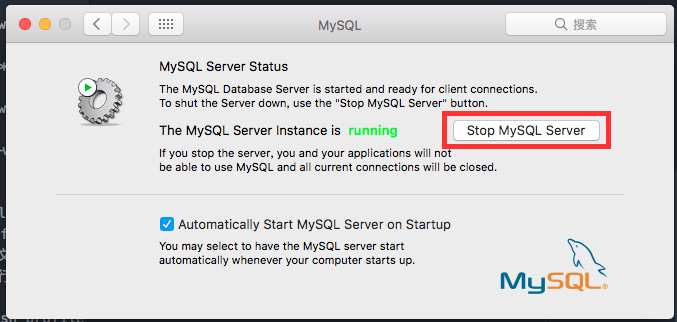 MySQL
搜索
MySQL Server Status
The MySQL Database Server is started and ready for client connections.
To shut the Server down, use the "Stop MySQL Server" button.
The MySQL Server Instance is running
Stop MySQL Server
If you stop the server, you and your applications will not
be able to use MySQL and all current connections will be closed.
Automatically Start MySQL Server on Startup
You may select to have the MySQL server start
automatically whenever your computer starts up.
MySQL®